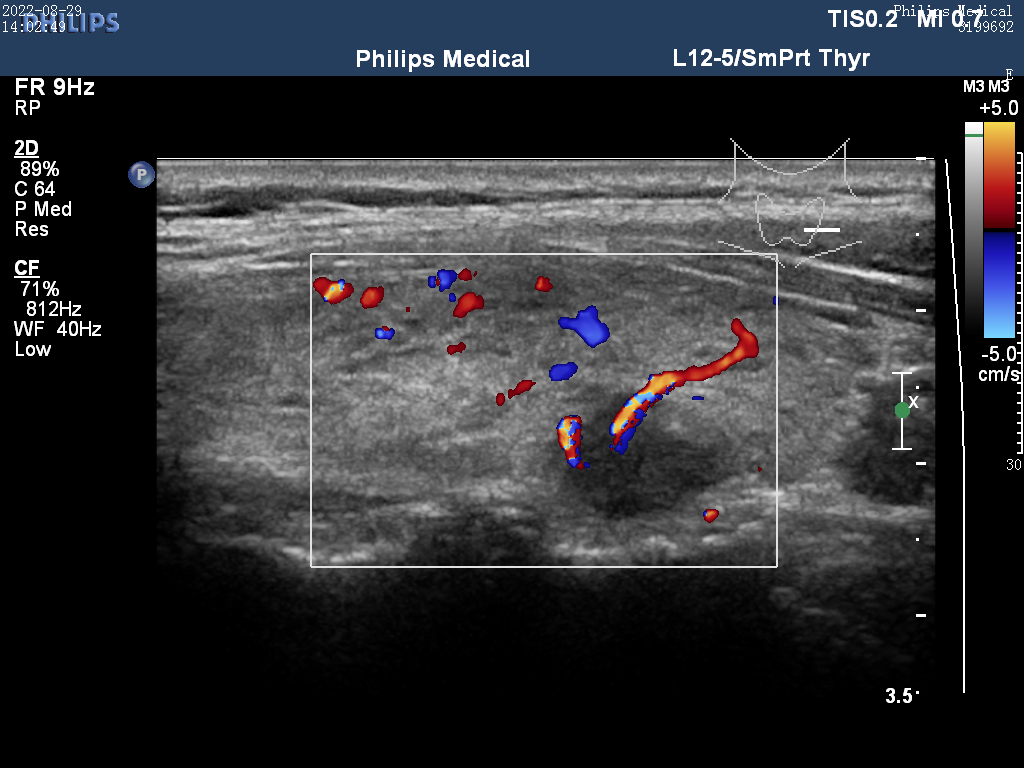 2022-08-29
14:02:49
PHILIPS
TIS0.2 MI 0.7
Philips Medical
3199692
Philips Medical
L12-5/SmPrt Thyr
E
FR 9Hz
RP
2D
89%
C 64
P Med
Res
CF
71%
812Hz
WF 40Hz
Low
P
M3 M3
+5.0
-5.0
cm/s
x
30
3.5